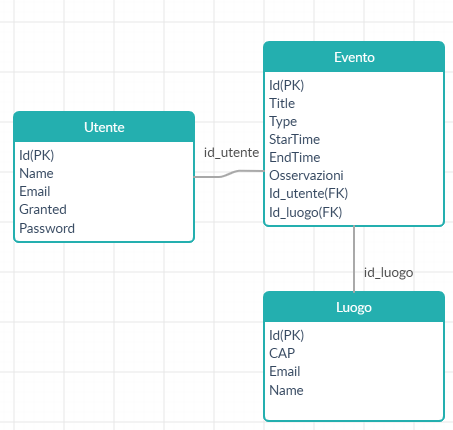 Evento
Id(PK)
Title
Type
StarTime
EndTime
Osservazioni
Id_utente(FK)
Id_luogo(FK)
Utente
Id(PK)
Name
Email
Granted
Password
id_utente
id_luogo
Luogo
Id(PK)
CAP
Email
Name